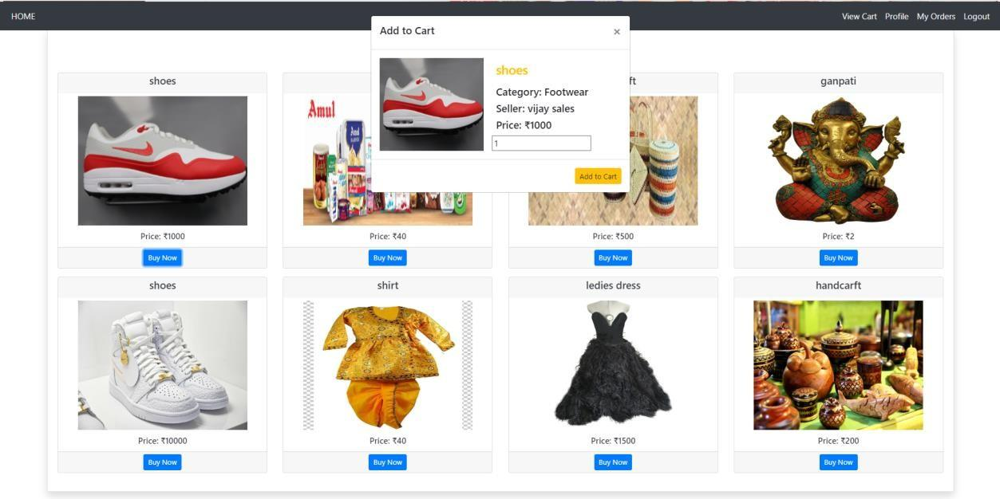 HOME
View Cart Profile My Orders Logout
Add to Cart
×
shoes
Category: Footwear
Seller: vijay sales
Price: ₹1000
1
Add to Cart
shoes
ft
ganpati
Amul
Amul
Price: ₹1000
Price: ₹40
Price: ₹500
Price: ₹2
Buy Now
Buy Now
Buy Now
Buy Now
shoes
shirt
ledies dress
handcarft
Price: ₹10000
Price: ₹40
Price: ₹1500
Price: ₹200
Buy Now
Buy Now
Buy Now
Buy Now